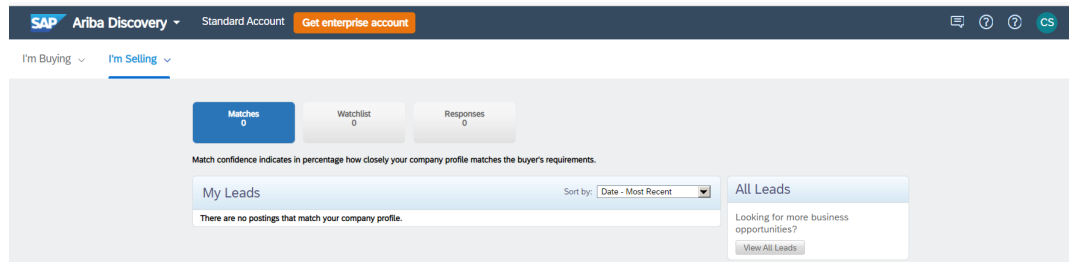 SAP Ariba Discovery Standard Account Get enterprise account CS
I'm Buying I'm Selling
Matches
0
Watchlist
0
Responses
0
Match confidence indicates in percentage how closely your company profile matches the buyer's requirements.
My Leads
Sort by: Date - Most Recent
There are no postings that match your company profile.
All Leads
Looking for more business
opportunities?
View All Leads